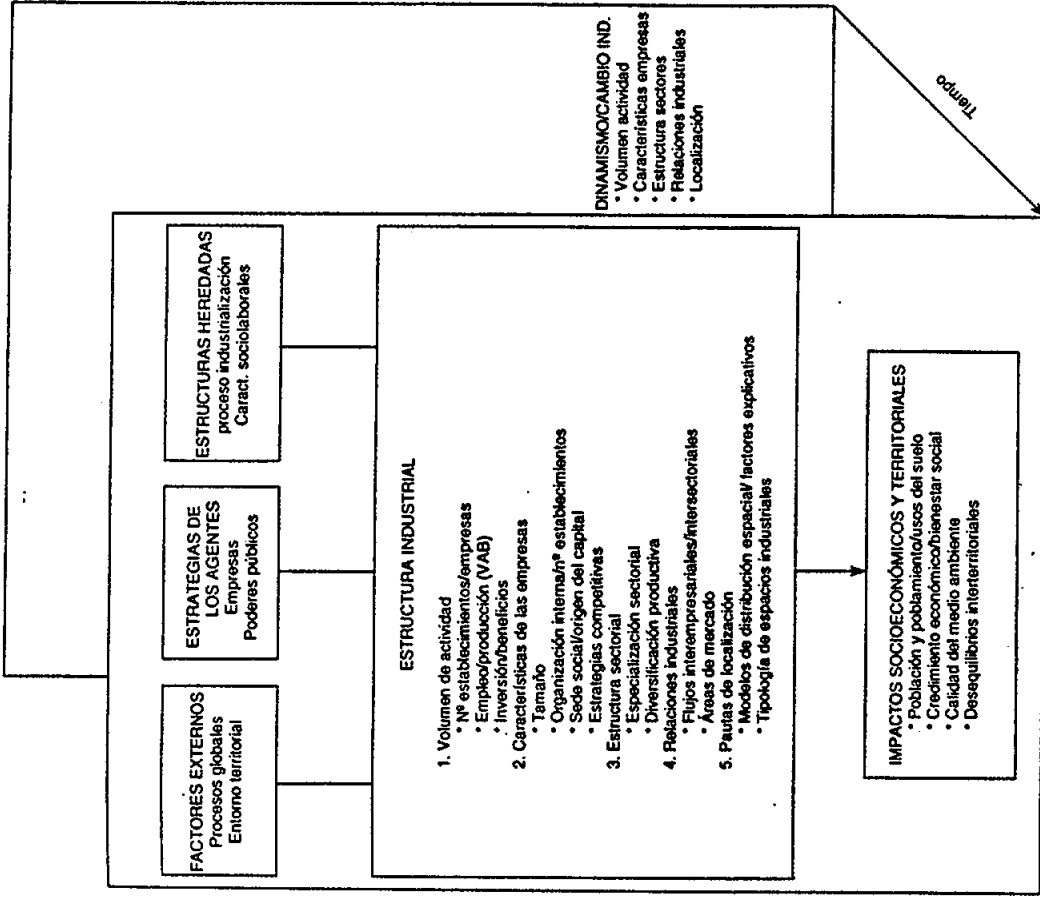 FACTORES EXTERNOS
Procesos globales
Entorno territorial
ESTRATEGIAS DE
LOS AGENTES
Empresas
Poderes públicos
ESTRUCTURAS HEREDADAS
proceso industrialización
Caract. sociolaborales
ESTRUCTURA INDUSTRIAL
1. Volumen de actividad
* Nº establecimientos/empresas
* Empleo/producción (VAB)
* Inversión/beneficios
2. Características de las empresas
* Tamaño
* Organización interna/nº establecimientos
* Sede social/origen del capital
* Estrategias competitivas
3. Estructura sectorial
* Especialización sectorial
* Diversificación productiva
4. Relaciones industriales
* Flujos interempresariales/intersectoriales
* Áreas de mercado
5. Pautas de localización
* Modelos de distribución espacial/ factores explicativos
* Tipología de espacios industriales
IMPACTOS SOCIOECONÓMICOS Y TERRITORIALES
* Población y poblamiento/usos del suelo
* Credimiento económico/bienestar social
* Calidad del medio ambiente
* Desequilibrios interterritoriales
DINAMISMO/CAMBIO IND.
* Volumen actividad
* Características empresas
* Estructura sectores
* Relaciones industriales
* Localización
Tiempo